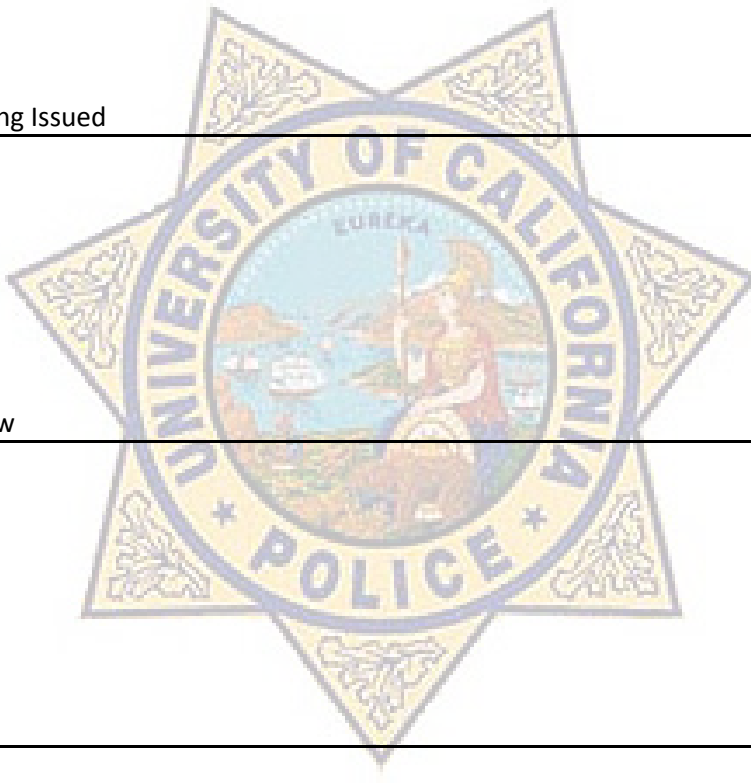 ng Issued
UNIVERSITY OF CALIFORNIA
EUREKA
w
* POLICE *